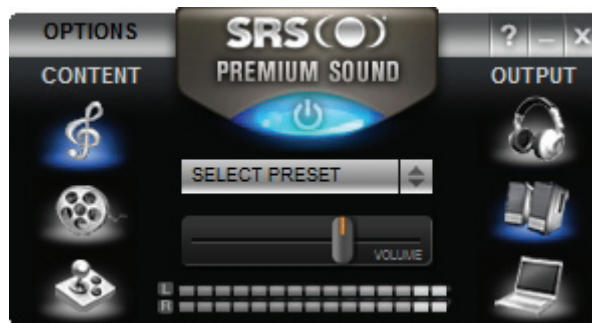 OPTIONS
SRS
? _ x
CONTENT
PREMIUM SOUND
OUTPUT
SELECT PRESET
VOLUME
L
R